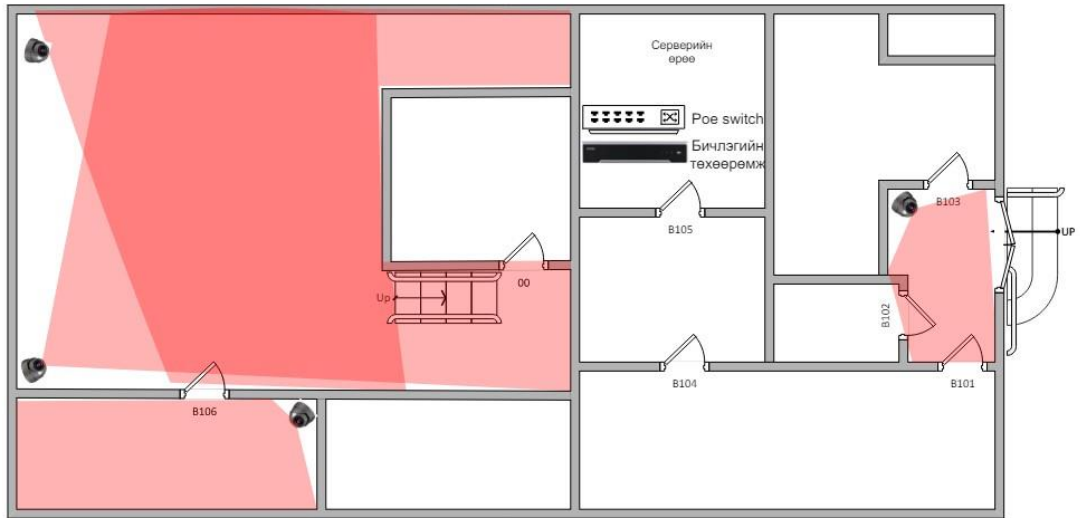 Серверийн
өрөө
Poe switch
Бичлэгийн
төхөөрөмж
B103
B105
UP
00
Up
B102
B104
B101
B106